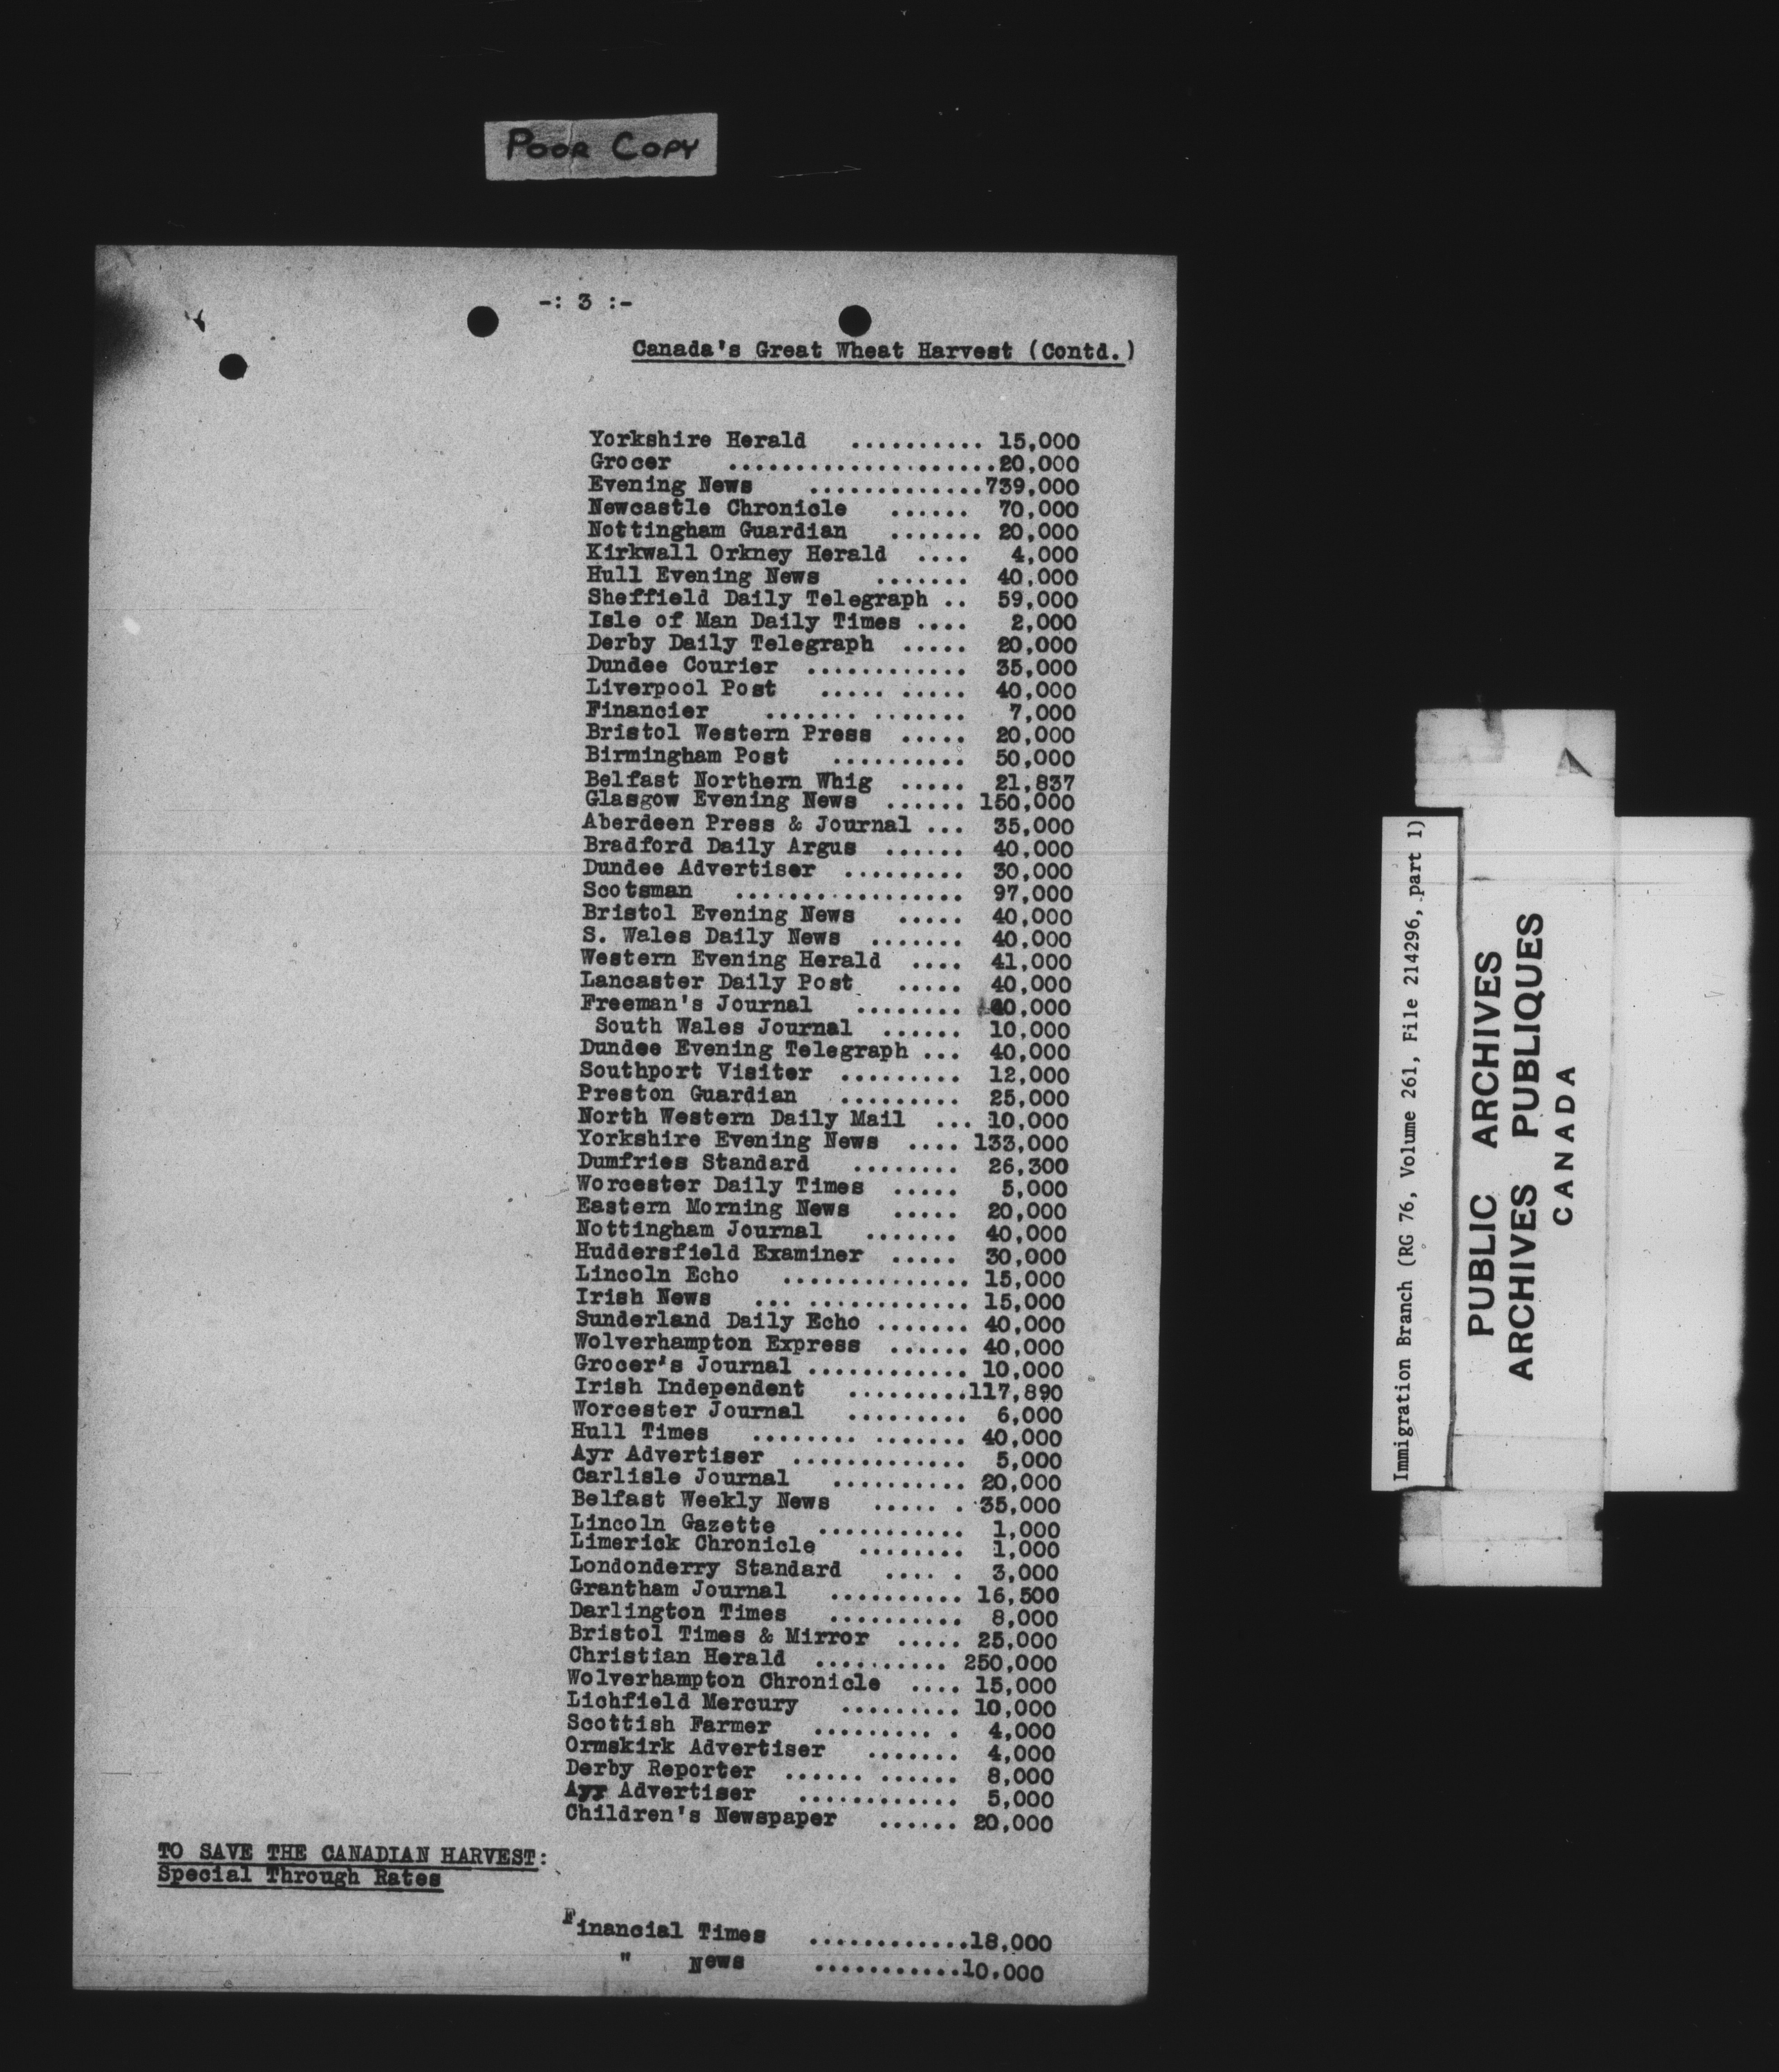 POOR COPY
-: 3 :-
Canada's Great Wheat Harvest (Contd.)
Yorkshire Herald .......... 15,000
Grocer ....................20,000
Evening News .............739,000
Newcastle Chronicle ...... 70,000
Nottingham Guardian ....... 20,000
Kirkwall Orkney Herald .... 4,000
Hull Evening News ....... 40,000
Sheffield Daily Telegraph .. 59,000
Isle of Man Daily Times .... 2,000
Derby Daily Telegraph ..... 20,000
Dundee Courier ............ 35,000
Liverpool Post ..... ..... 40,000
Financier ....... ....... 7,000
Bristol Western Press ..... 20,000
Birmingham Post .......... 50,000
Belfast Northern Whig ..... 21,837
Glasgow Evening News ...... 150,000
Aberdeen Press & Journal ... 35,000
Bradford Daily Argus ...... 40,000
Dundee Advertiser ......... 30,000
Scotsman ................. 97,000
Bristol Evening News ..... 40,000
S. Wales Daily News ....... 40,000
Western Evening Herald .... 41,000
Lancaster Daily Post ..... 40,000
Freeman's Journal ........
South Wales Journal ...... 10,000
Dundee Evening Telegraph ... 40,000
Southport Visiter ......... 12,000
Preston Guardian ......... 25,000
North Western Daily Mail ... 10,000
Yorkshire Evening News .... 133,000
Dumfries Standard ........ 26,300
Worcester Daily Times ..... 5,000
Eastern Morning News ..... 20,000
Nottingham Journal ....... 40,000
Huddersfield Examiner ..... 30,000
Lincoln Echo .............. 15,000
Irish News ... ............ 15,000
Sunderland Daily Echo ....... 40,000
Wolverhampton Express ...... 40,000
Grocer's Journal ............ 10,000
Irish Independent .........117,890
Worcester Journal ......... 6,000
Hull Times ........ ....... 40,000
Ayr Advertiser ............. 5,000
Carlisle Journal .......... 20,000
Belfast Weekly News ..... . 35,000
Lincoln Gazette ........... 1,000
Limerick Chronicle ........ 1,000
Londonderry Standard .... . 3,000
Grantham Journal .......... 16,500
Darlington Times .......... 8,000
Bristol Times & Mirror ..... 25,000
Christian Herald .......... 250,000
Wolverhampton Chronicle .... 15,000
Lichfield Mercury ......... 10,000
Scottish Farmer ......... . 4,000
Ormskirk Advertiser ....... 4,000
Derby Reporter ...... ...... 8,000
Ayr Advertiser ............ 5,000
Children's Newspaper ...... 20,000
TO SAVE THE CANADIAN HARVEST:
Special Through Rates
Financial Times ............18,000
" News ...........10,000
Immigration Branch (RG 76, Volume 261, File 214296, part 1)
PUBLIC ARCHIVES
ARCHIVES PUBLIQUES
CANADA